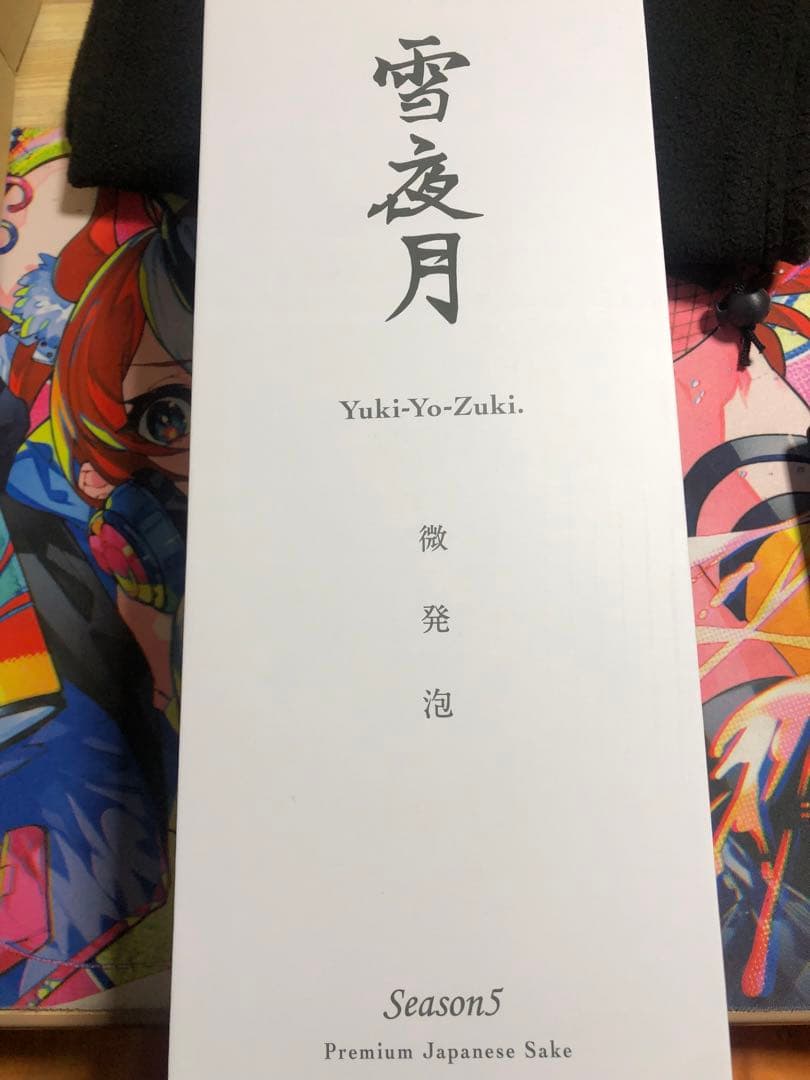 雪夜月
Yuki-Yo-Zuki.
微発泡
Season5
Premium Japanese Sake